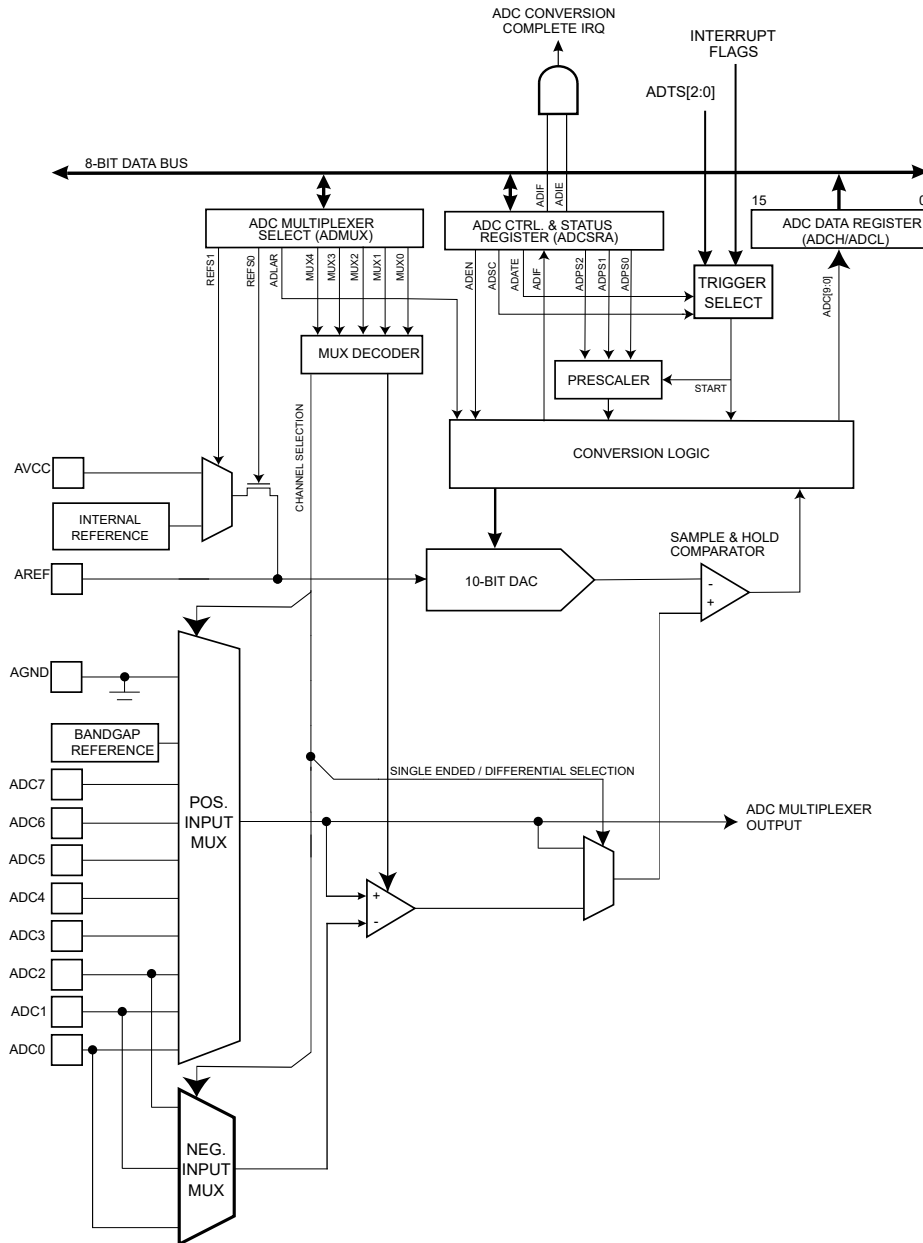 ADC CONVERSION
COMPLETE IRQ
INTERRUPT
FLAGS
ADTS[2:0]
8-BIT DATA BUS
ADIF
ADIE
15
0
ADC MULTIPLEXER
SELECT (ADMUX)
ADC CTRL. & STATUS
REGISTER (ADCSRA)
ADC DATA REGISTER
(ADCH/ADCL)
REFS1
REFS0
ADLAR
MUX4
MUX3
MUX2
MUX1
MUX0
ADEN
ADSC
ADATE
ADIF
ADPS2
ADPS1
ADPS0
TRIGGER
SELECT
ADC[9:0]
MUX DECODER
PRESCALER
START
CHANNEL SELECTION
CONVERSION LOGIC
AVCC
INTERNAL
REFERENCE
SAMPLE & HOLD
COMPARATOR
AREF
10-BIT DAC
-
+
AGND
BANDGAP
REFERENCE
SINGLE ENDED / DIFFERENTIAL SELECTION
ADC7
ADC6
ADC5
ADC4
ADC3
ADC2
ADC1
ADC0
POS.
INPUT
MUX
ADC MULTIPLEXER
OUTPUT
+
-
NEG.
INPUT
MUX